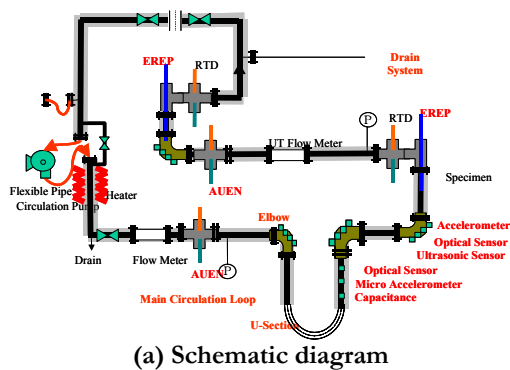 EREP
RTD
Drain
System
P
RTD
EREP
UT Flow Meter
AUEN
Specimen
Flexible Pipe
Heater
Circulation Pump
Elbow
Accelerometer
Optical Sensor
Ultrasonic Sensor
Drain
Flow Meter
AUEN
P
Optical Sensor
Micro Accelerometer
Capacitance
Main Circulation Loop
U-Section
(a) Schematic diagram